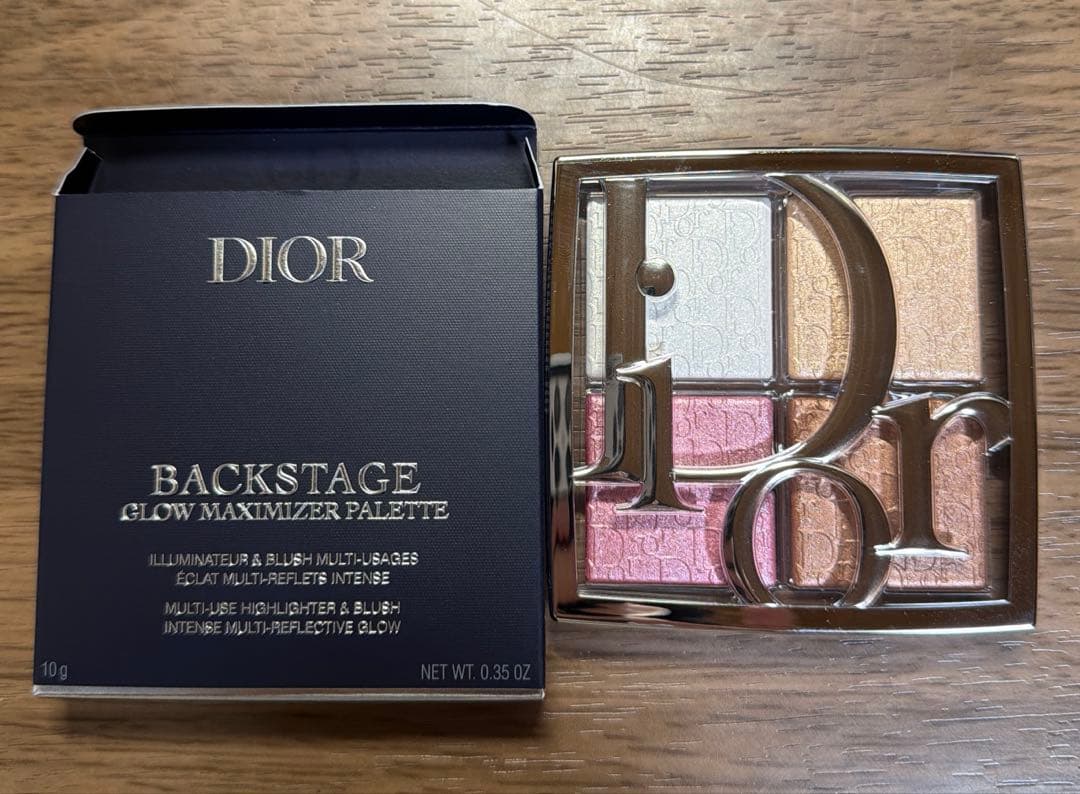 DIOR
BACKSTAGE
GLOW MAXIMIZER PALETTE
ILLUMINATEUR & BLUSH MULTI-USAGES
ÉCLAT MULTI-REFLETS INTENSE
MULTI-USE HIGHLIGHTER & BLUSH
INTENSE MULTI-REFLECTIVE GLOW
10 g
NET WT. 0.35 OZ
Dior